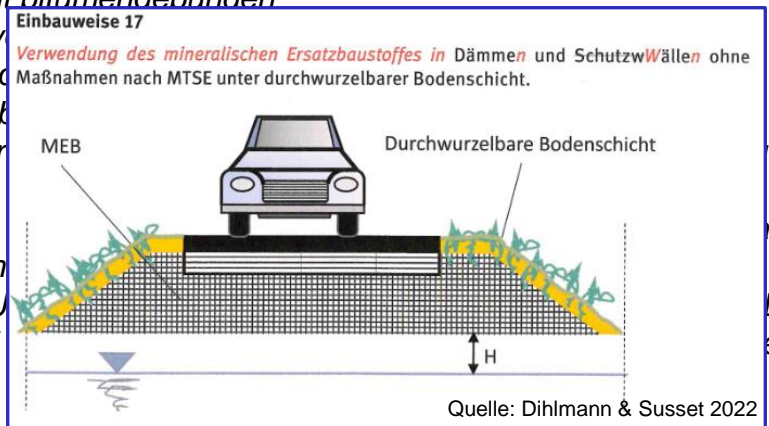 bitumengebunden
Einbauweise 17
Verwendung des mineralischen Ersatzbaustoffes in Dämmen und SchutzwWällen ohne
Maßnahmen nach MTSE unter durchwurzelbarer Bodenschicht.
MEB
Durchwurzelbare Bodenschicht
H
Quelle: Dihlmann & Susset 2022